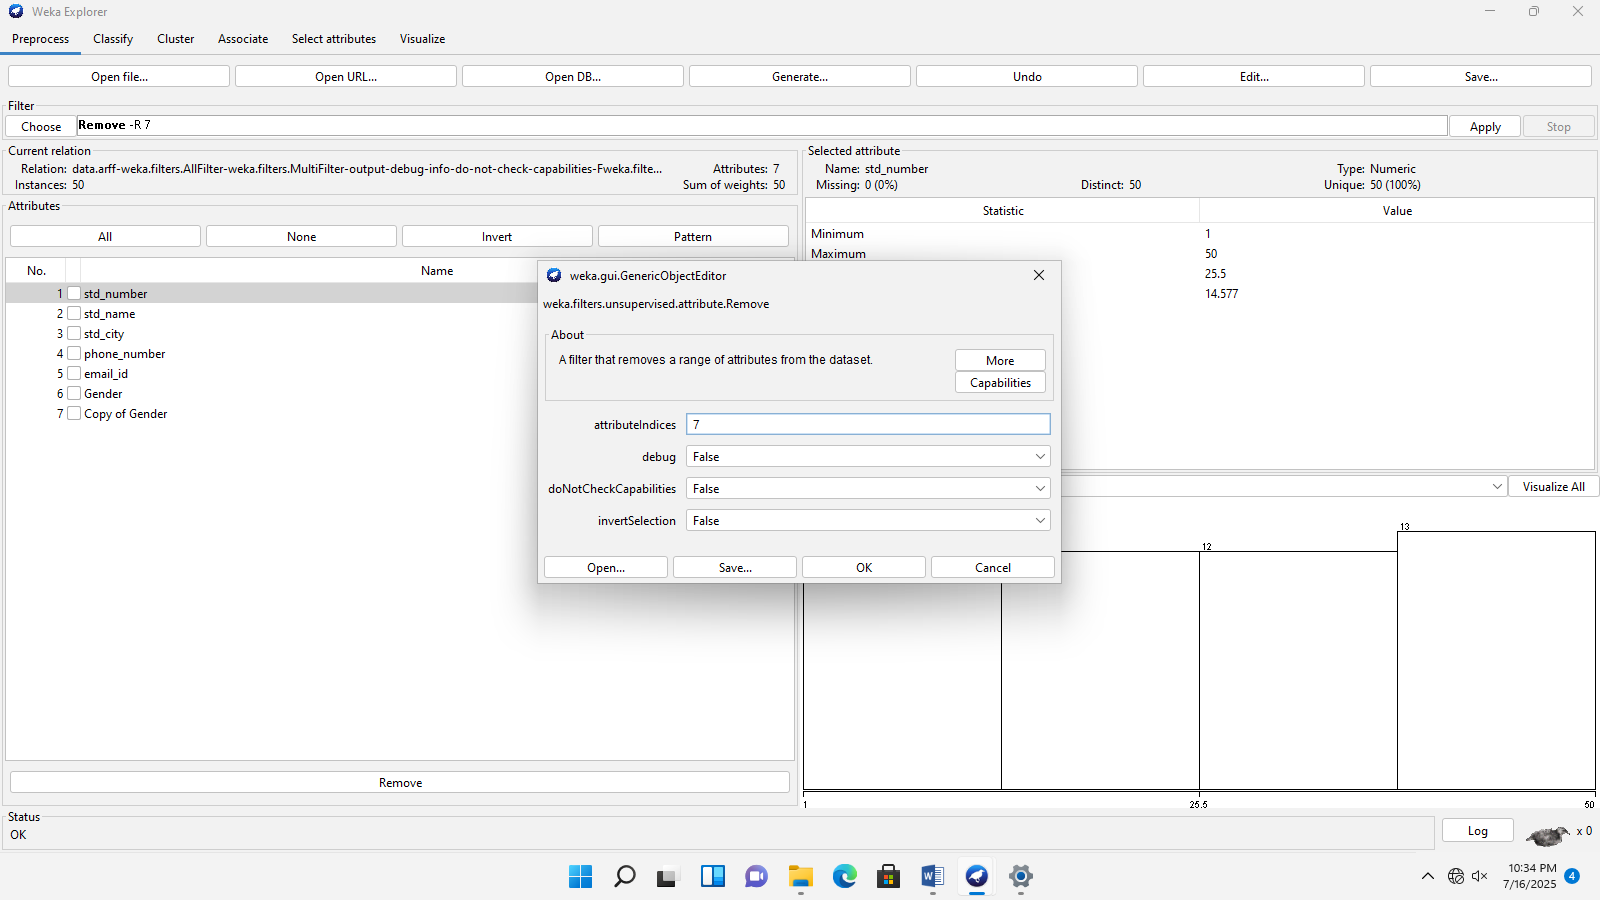 Weka Explorer
Preprocess Classify Cluster Associate Select attributes Visualize
Open file... Open URL... Open DB... Generate... Undo Edit... Save...
Filter
Choose Remove -R 7 Apply Stop
Current relation
Relation: data.arff-weka.filters.AllFilter-weka.filters.MultiFilter-output-debug-info-do-not-check-capabilities-Fweka.filte... Attributes: 7
Instances: 50 Sum of weights: 50
Selected attribute
Name: std_number Type: Numeric
Missing: 0 (0%) Distinct: 50 Unique: 50 (100%)
Statistic Value
Minimum 1
Maximum 50
25.5
14.577
Attributes
All None Invert Pattern
No. Name
1 std_number
2 std_name
3 std_city
4 phone_number
5 email_id
6 Gender
7 Copy of Gender
Remove
weka.gui.GenericObjectEditor
weka.filters.unsupervised.attribute.Remove
About
A filter that removes a range of attributes from the dataset.
More
Capabilities
attributeIndices 7
debug False
doNotCheckCapabilities False
invertSelection False
Open... Save... OK Cancel
Visualize All
12
13
1 25.5 50
Status
OK
Log x 0
10:34 PM
7/16/2025
4